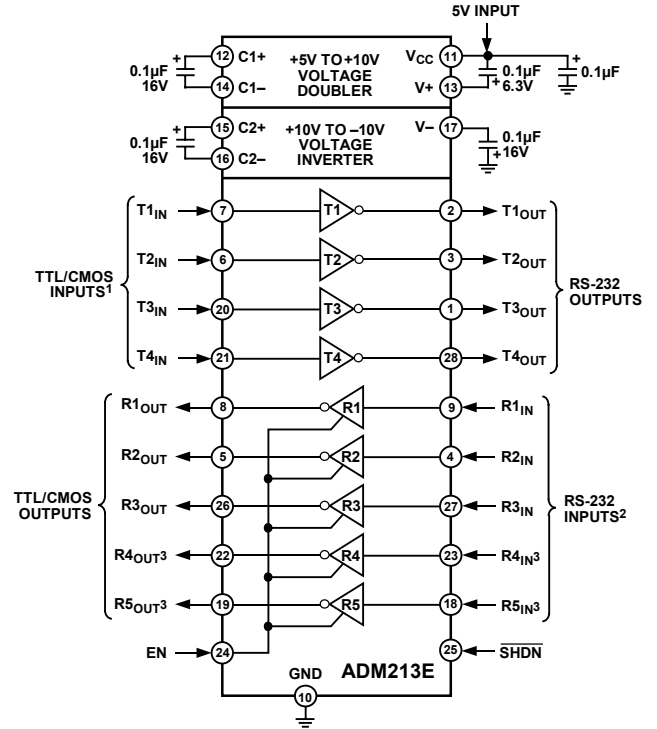 5V INPUT
12 C1+ +5V TO +10V VCC 11
0.1µF 16V VOLTAGE 0.1µF 6.3V 0.1µF
14 C1– DOUBLER V+ 13
15 C2+ +10V TO –10V V– 17
0.1µF 16V VOLTAGE 0.1µF 16V
16 C2– INVERTER
T1IN 7 T1 2 T1OUT
T2IN 6 T2 3 T2OUT
TTL/CMOS INPUTS1 RS-232 OUTPUTS
T3IN 20 T3 1 T3OUT
T4IN 21 T4 28 T4OUT
R1OUT 8 R1 9 R1IN
R2OUT 5 R2 4 R2IN
TTL/CMOS OUTPUTS RS-232 INPUTS2
R3OUT 26 R3 27 R3IN
R4OUT3 22 R4 23 R4IN3
R5OUT3 19 R5 18 R5IN3
EN 24 25 SHDN
GND ADM213E
10